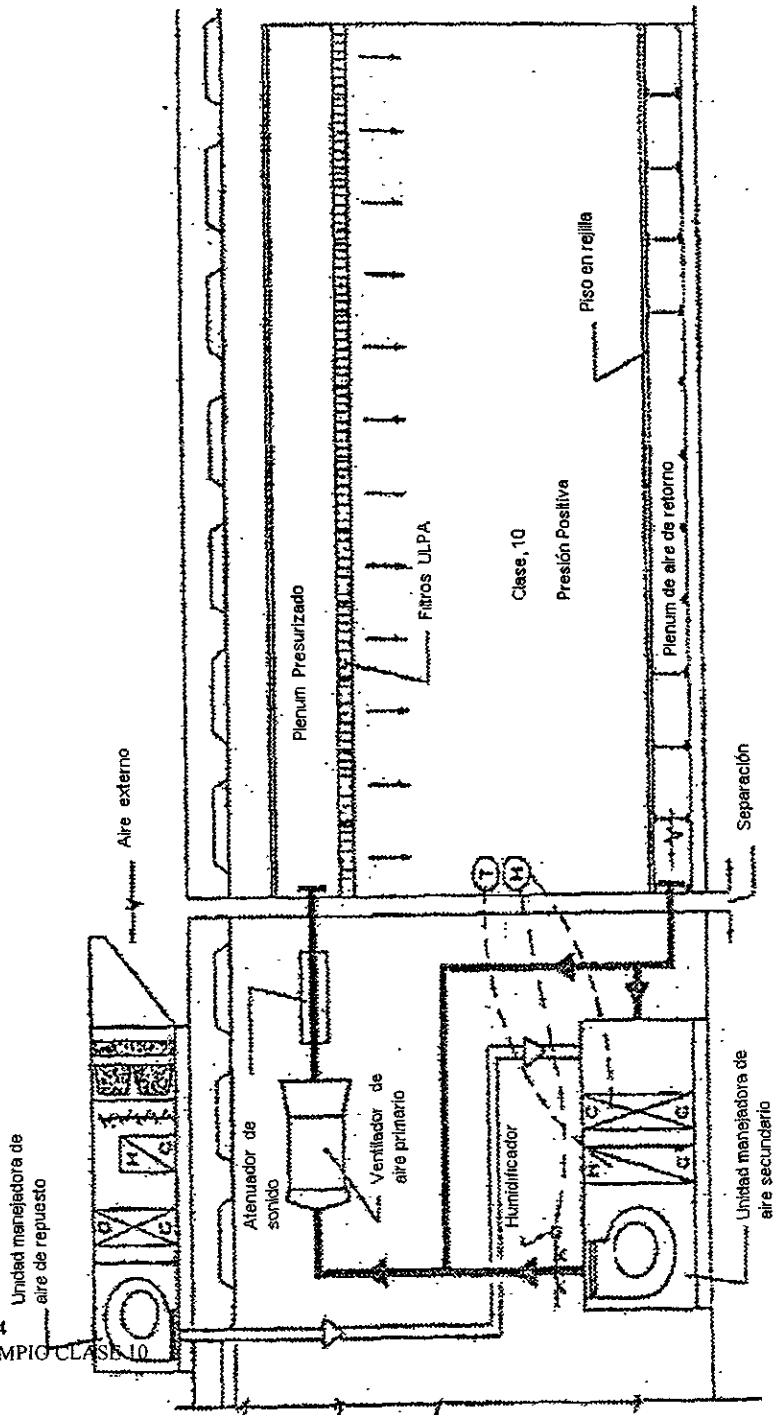 Unidad manejadora de
aire de repuesto
Aire externo
C
C
H
C
Plenum Presurizado
Atenuador de
sonido
Filtros ULPA
Ventilador de
aire primario
Clase, 10
Presión Positiva
T
H
Humidificador
Piso en rejilla
Plenum de aire de retorno
H
C
C
C
Separación
Unidad manejadora de
aire secundario
4
MPIO CLASE 10